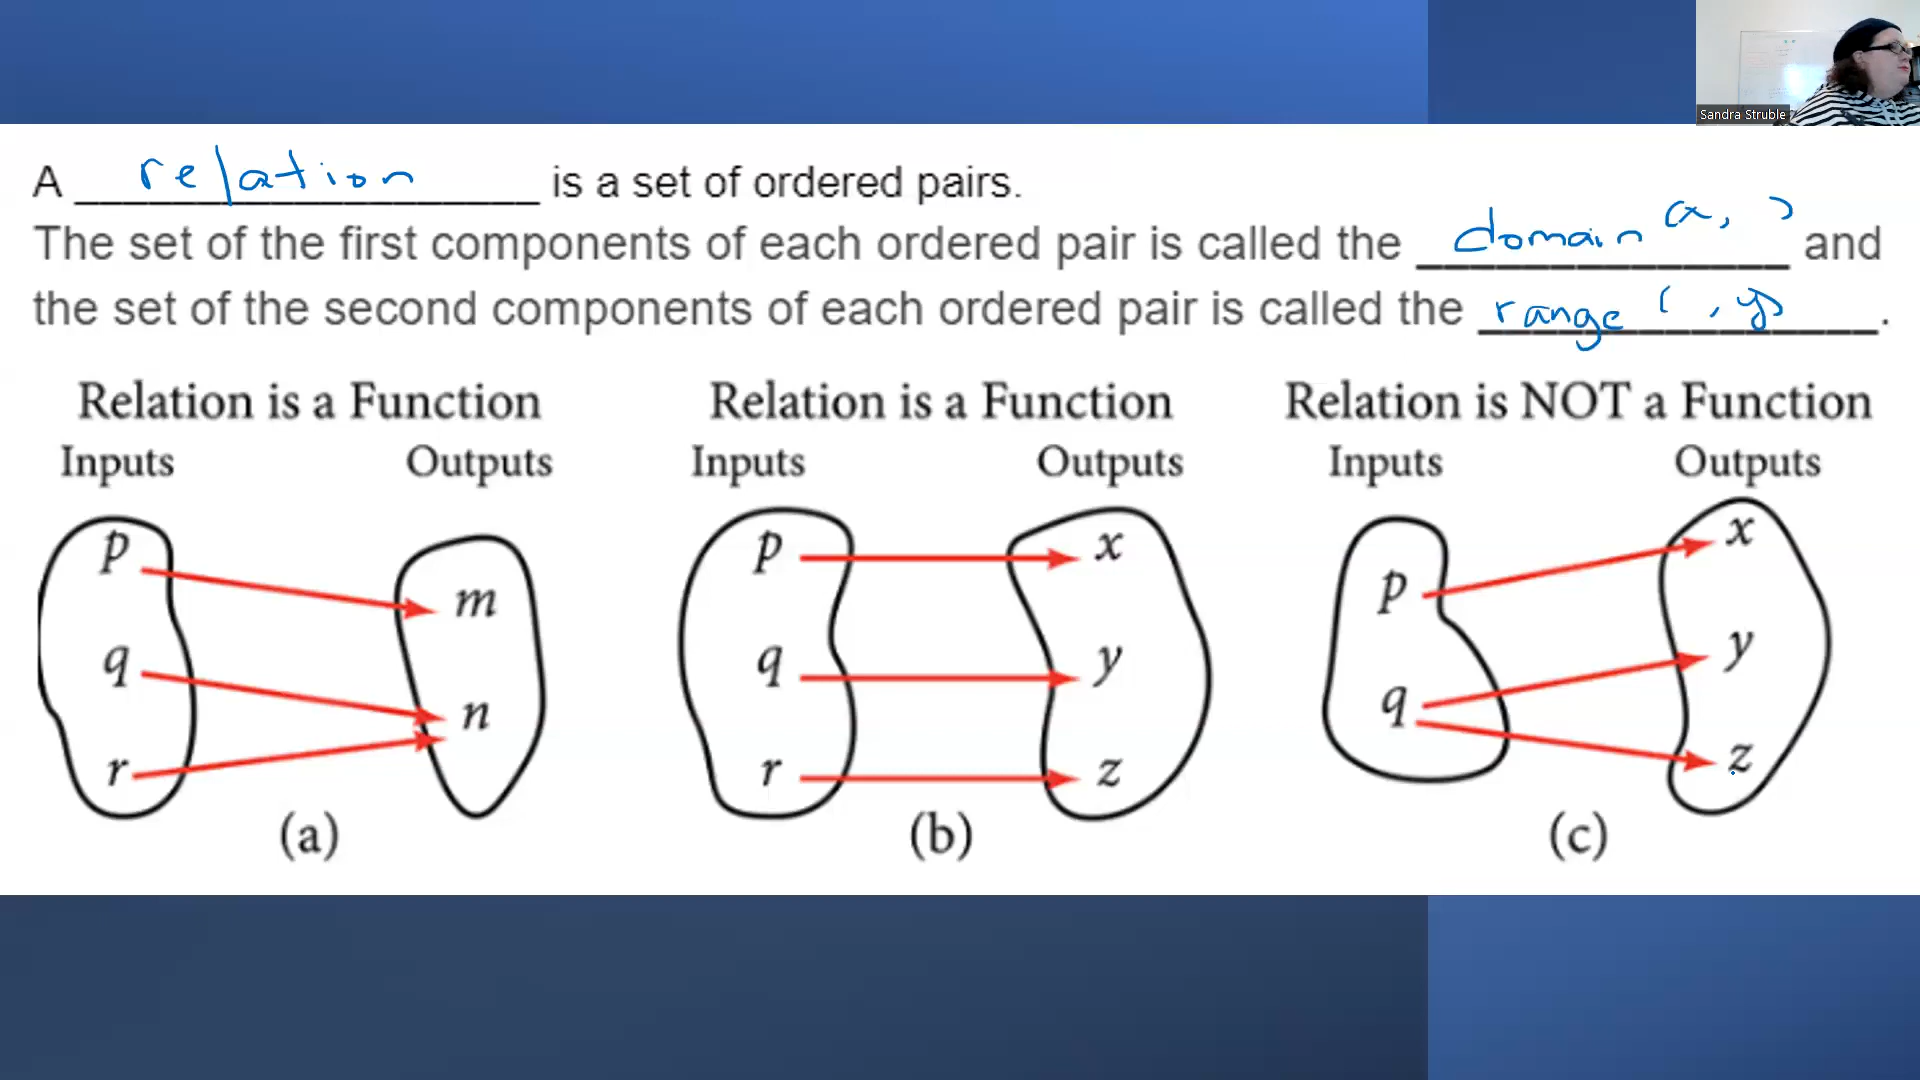 Sandra Struble
A relation is a set of ordered pairs.
The set of the first components of each ordered pair is called the domain (x, ) and
the set of the second components of each ordered pair is called the range ( , y).
Relation is a Function Relation is a Function Relation is NOT a Function
Inputs Outputs Inputs Outputs Inputs Outputs
p m p x p x
q n q y q y
r r z z
(a) (b) (c)